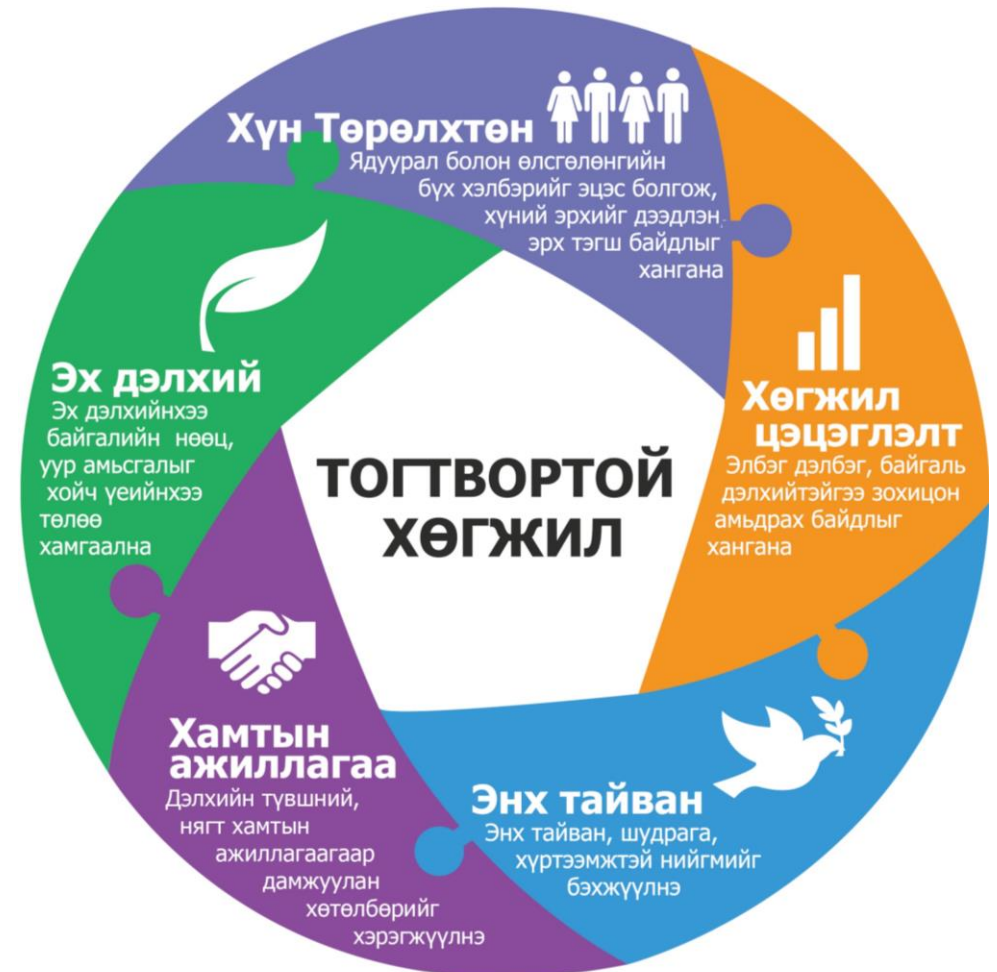 Хүн Төрөлхтөн
Ядуурал болон өлсгөлөнгийн
бүх хэлбэрийг эцэс болгож,
хүний эрхийг дээдлэн
эрх тэгш байдлыг
хангана
Хөгжил
цэцэглэлт
Элбэг дэлбэг, байгаль
дэлхийтэйгээ зохицон
амьдрах байдлыг
хангана
Энх тайван
Энх тайван, шудрага,
хүртээмжтэй нийгмийг
бэхжүүлнэ
Хамтын
ажиллагаа
Дэлхийн түвшний,
нягт хамтын
ажиллагаагаар
дамжуулан
хөтөлбөрийг
хэрэгжүүлнэ
Эх дэлхий
Эх дэлхийнхээ
байгалийн нөөц,
уур амьсгалыг
хойч үеийнхээ
төлөө
хамгаална
ТОГТВОРТОЙ
ХӨГЖИЛ